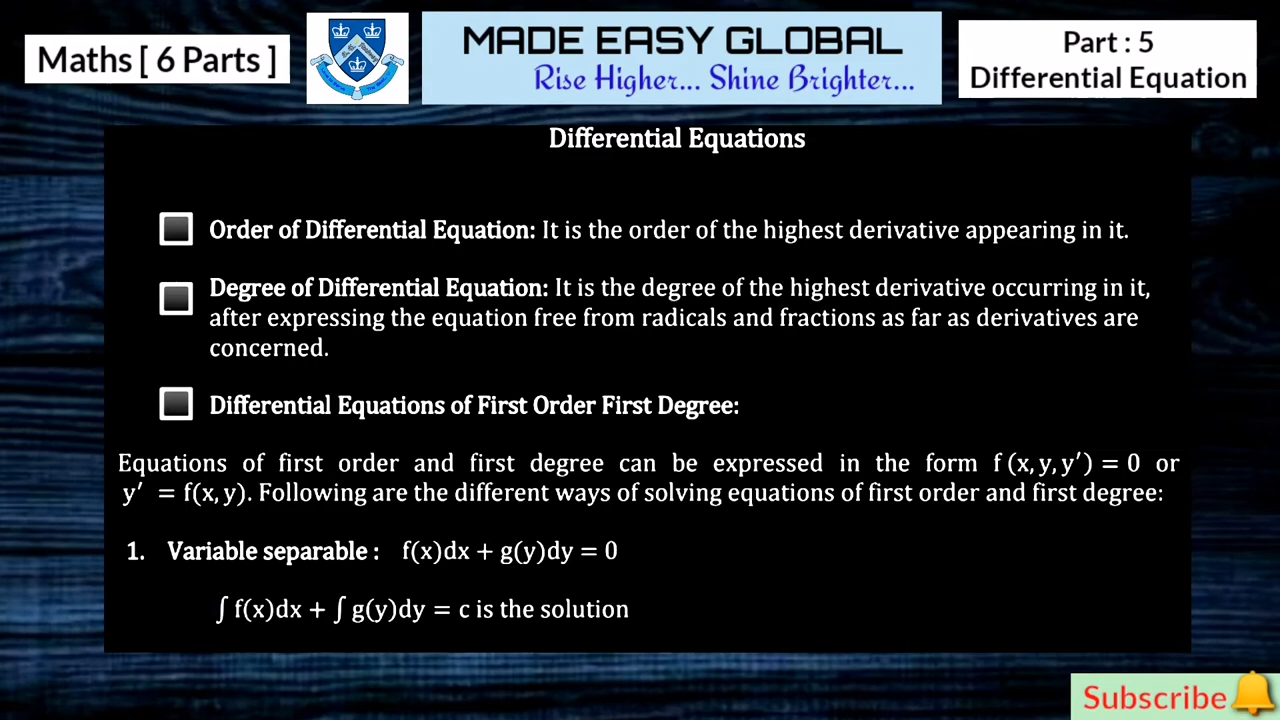 Maths [ 6 Parts ]
MADE EASY GLOBAL
Rise Higher... Shine Brighter...
Part : 5
Differential Equation
Differential Equations
Order of Differential Equation: It is the order of the highest derivative appearing in it.
Degree of Differential Equation: It is the degree of the highest derivative occurring in it,
after expressing the equation free from radicals and fractions as far as derivatives are
concerned.
Differential Equations of First Order First Degree:
Equations of first order and first degree can be expressed in the form f (x, y, y′) = 0 or
y′ = f(x, y). Following are the different ways of solving equations of first order and first degree:
1. Variable separable : f(x)dx + g(y)dy = 0
∫ f(x)dx + ∫ g(y)dy = c is the solution
Subscribe